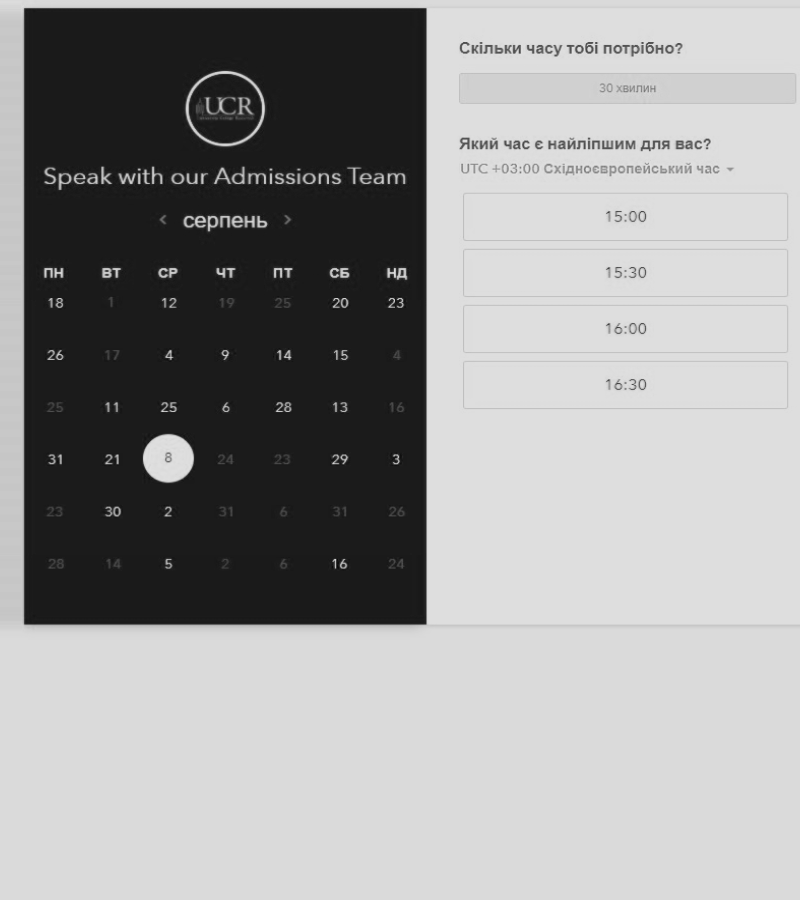 UCR
Speak with our Admissions Team
‹ серпень ›
ПН ВТ СР ЧТ ПТ СБ НД
18 1 12 19 25 20 23
26 17 4 9 14 15 4
25 11 25 6 28 13 16
31 21 8 24 23 29 3
23 30 2 31 6 31 26
28 14 5 2 6 16 24
Скільки часу тобі потрібно?
30 хвилин
Який час є найліпшим для вас?
UTC +03:00 Східноєвропейський час
15:00
15:30
16:00
16:30